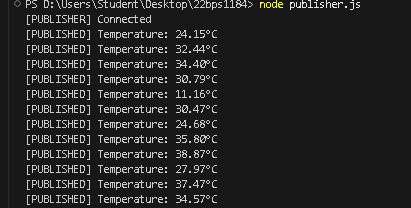 PS D:\Users\Student\Desktop\22bps1184> node publisher.js
[PUBLISHER] Connected
[PUBLISHED] Temperature: 24.15°C
[PUBLISHED] Temperature: 32.44°C
[PUBLISHED] Temperature: 34.40°C
[PUBLISHED] Temperature: 30.79°C
[PUBLISHED] Temperature: 11.16°C
[PUBLISHED] Temperature: 30.47°C
[PUBLISHED] Temperature: 24.68°C
[PUBLISHED] Temperature: 35.80°C
[PUBLISHED] Temperature: 38.87°C
[PUBLISHED] Temperature: 27.97°C
[PUBLISHED] Temperature: 37.47°C
[PUBLISHED] Temperature: 34.57°C